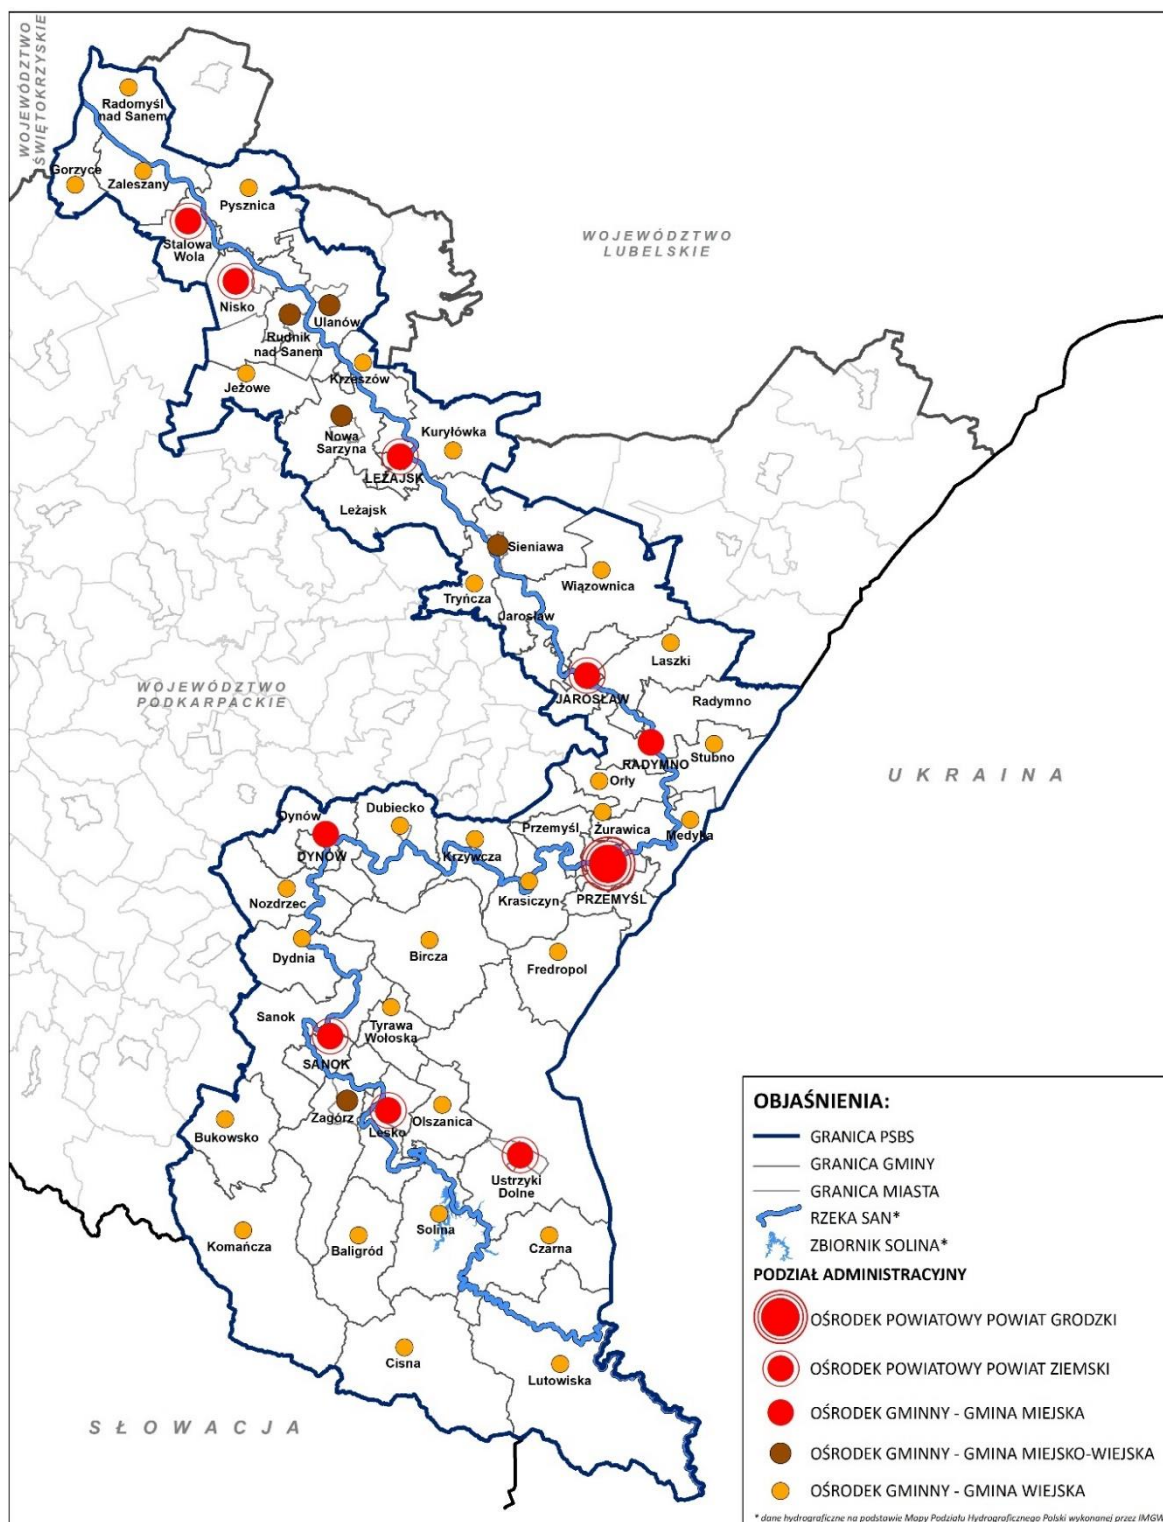 WOJEWÓDZTWO
ŚWIĘTOKRZYSKIE
Radomyśl
nad Sanem
Gorzyce
Zaleszany
Pysznica
Stalowa
Wola
WOJEWÓDZTWO
LUBELSKIE
Nisko
Ulanów
Rudnik
nad Sanem
Krzeszów
Jeżowe
Nowa
Sarzyna
Kuryłówka
LEŻAJSK
Leżajsk
Sieniawa
Wiązownica
Tryńcza
Jarosław
Laszki
WOJEWÓDZTWO
PODKARPACKIE
JAROSŁAW
Radymno
RADYMNO
Stubno
UKRAINA
Orły
Dynów
Dubiecko
Przemyśl
Żurawica
Medyka
DYNÓW
Krzywcza
Nozdrzec
Krasiczyn
PRZEMYŚL
Dydnia
Bircza
Fredropol
Sanok
Tyrawa
Wołoska
SANOK
Zagórz
Lesko
Olszanica
Bukowsko
Ustrzyki
Dolne
Solina
Komańcza
Baligród
Czarna
Cisna
Lutowiska
SŁOWACJA
OBJAŚNIENIA:
GRANICA PSBS
GRANICA GMINY
GRANICA MIASTA
RZEKA SAN*
ZBIORNIK SOLINA*
PODZIAŁ ADMINISTRACYJNY
OŚRODEK POWIATOWY POWIAT GRODZKI
OŚRODEK POWIATOWY POWIAT ZIEMSKI
OŚRODEK GMINNY - GMINA MIEJSKA
OŚRODEK GMINNY - GMINA MIEJSKO-WIEJSKA
OŚRODEK GMINNY - GMINA WIEJSKA
* dane hydrograficzne na podstawie Mapy Podziału Hydrograficznego Polski wykonanej przez IMGW